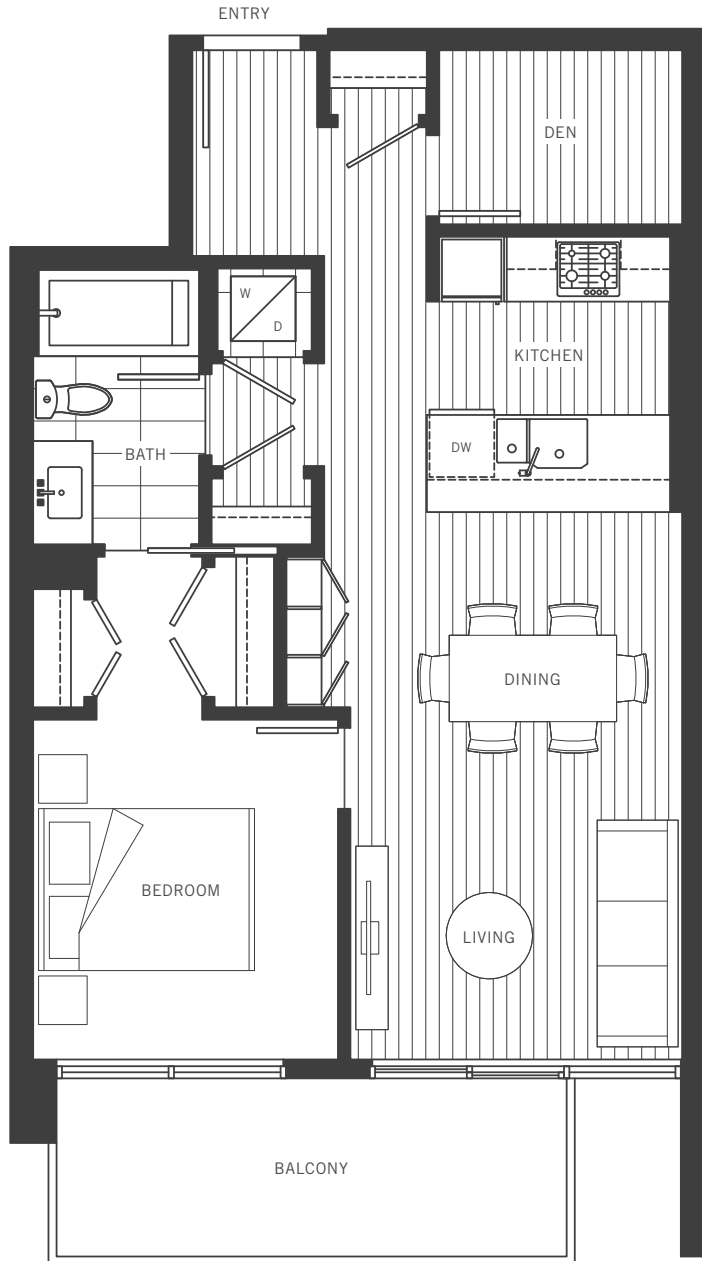 ENTRY
DEN
W
D
KITCHEN
BATH
DW
DINING
BEDROOM
LIVING
BALCONY